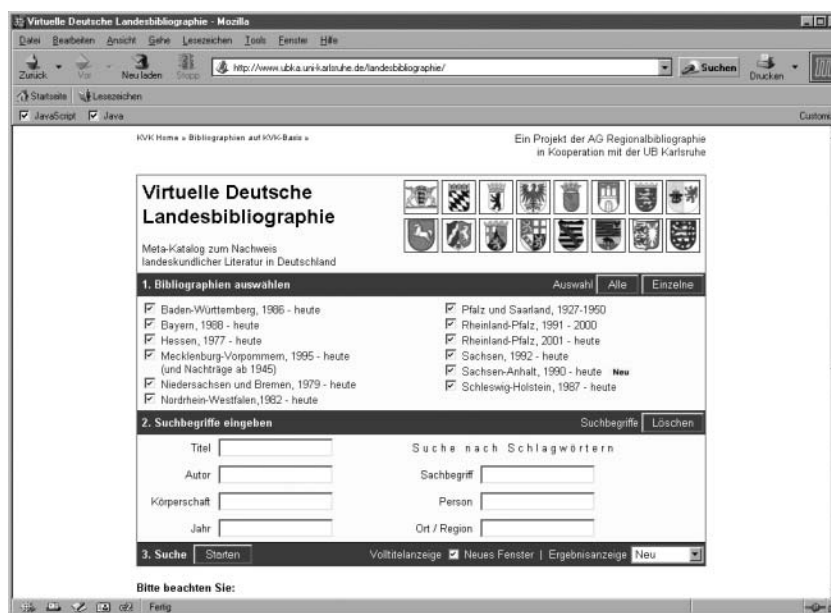 Virtuelle Deutsche Landesbibliographie - Mozilla
Datei Bearbeiten Ansicht Gehe Lesezeichen Tools Fenster Hilfe
Zurück Vor Neu laden Stopp http://www.ubka.uni-karlsruhe.de/landesbibliographie/ Suchen Drucken
Startseite Lesezeichen
JavaScript Java Customi
KVK Home » Bibliographien auf KVK-Basis »
Ein Projekt der AG Regionalbibliographie
in Kooperation mit der UB Karlsruhe
Virtuelle Deutsche
Landesbibliographie
Meta-Katalog zum Nachweis
landeskundlicher Literatur in Deutschland
1. Bibliographien auswählen Auswahl Alle Einzelne
Baden-Württemberg, 1986 - heute
Bayern, 1988 - heute
Hessen, 1977 - heute
Mecklenburg-Vorpommern, 1995 - heute
(und Nachträge ab 1945)
Niedersachsen und Bremen, 1979 - heute
Nordrhein-Westfalen,1982 - heute
Pfalz und Saarland, 1927-1950
Rheinland-Pfalz, 1991 - 2000
Rheinland-Pfalz, 2001 - heute
Sachsen, 1992 - heute
Sachsen-Anhalt, 1990 - heute Neu
Schleswig-Holstein, 1987 - heute
2. Suchbegriffe eingeben Suchbegriffe Löschen
Titel Suche nach Schlagwörtern
Autor Sachbegriff
Körperschaft Person
Jahr Ort / Region
3. Suche Starten Volltitelanzeige Neues Fenster | Ergebnisanzeige Neu
Bitte beachten Sie:
Fertig